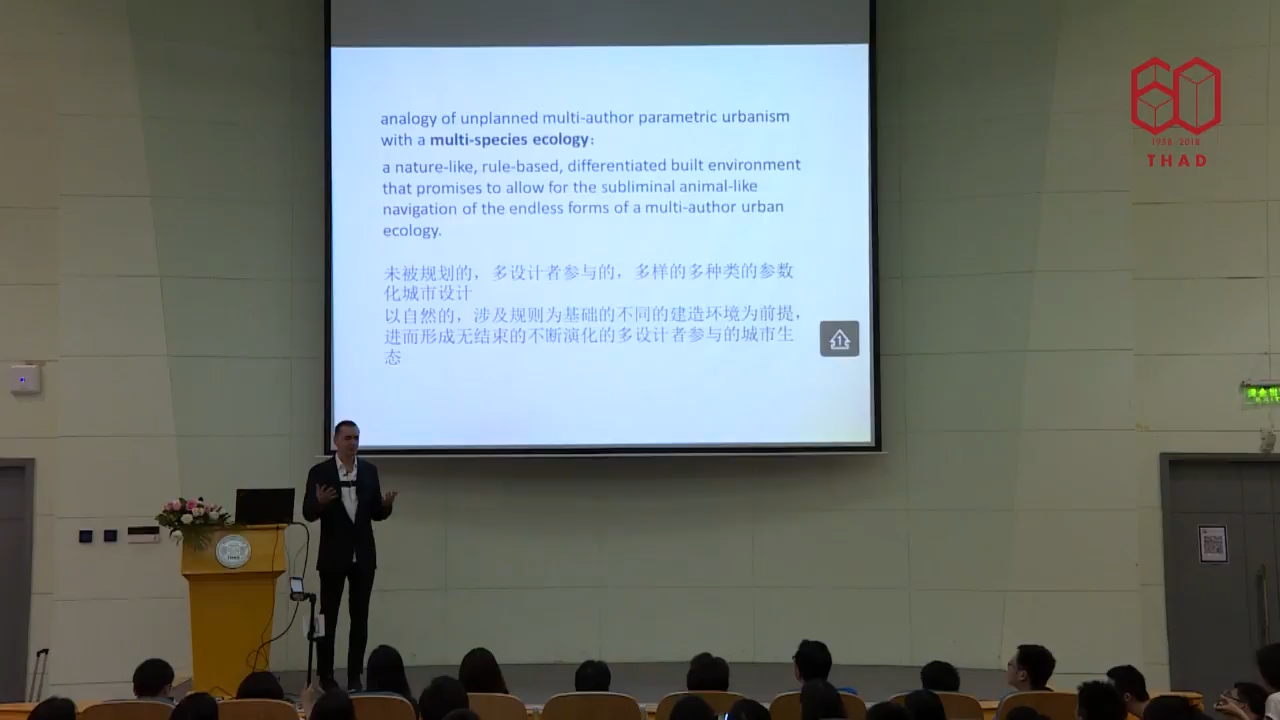 analogy of unplanned multi-author parametric urbanism
with a multi-species ecology:
a nature-like, rule-based, differentiated built environment
that promises to allow for the subliminal animal-like
navigation of the endless forms of a multi-author urban
ecology.
未被规划的，多设计者参与的，多样的多种类的参数
化城市设计
以自然的，涉及规则为基础的不同的建造环境为前提，
进而形成无结束的不断演化的多设计者参与的城市生
态
1
60
1958-2018
THAD
THAD